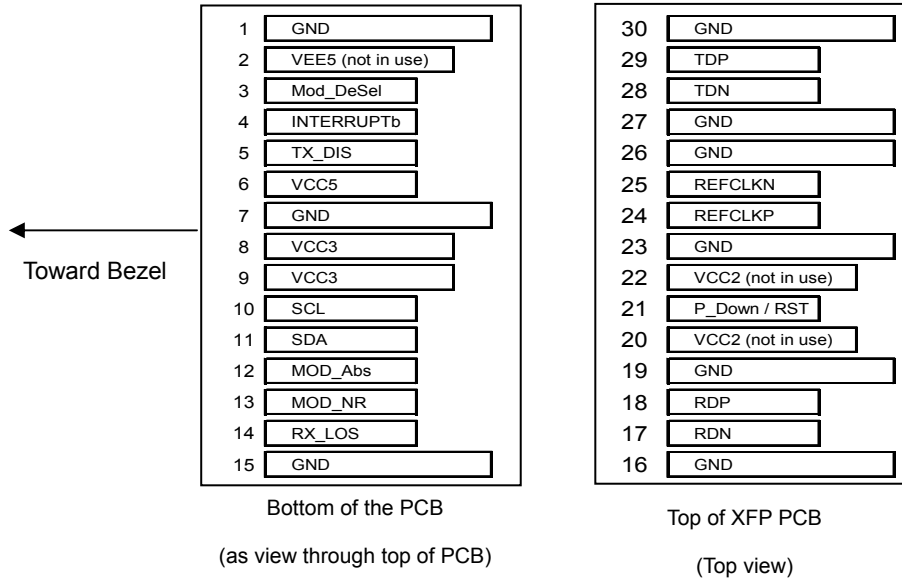 1 GND
2 VEE5 (not in use)
3 Mod_DeSel
4 INTERRUPTb
5 TX_DIS
6 VCC5
7 GND
8 VCC3
9 VCC3
10 SCL
11 SDA
12 MOD_Abs
13 MOD_NR
14 RX_LOS
15 GND
Toward Bezel
Bottom of the PCB
(as view through top of PCB)
30 GND
29 TDP
28 TDN
27 GND
26 GND
25 REFCLKN
24 REFCLKP
23 GND
22 VCC2 (not in use)
21 P_Down / RST
20 VCC2 (not in use)
19 GND
18 RDP
17 RDN
16 GND
Top of XFP PCB
(Top view)